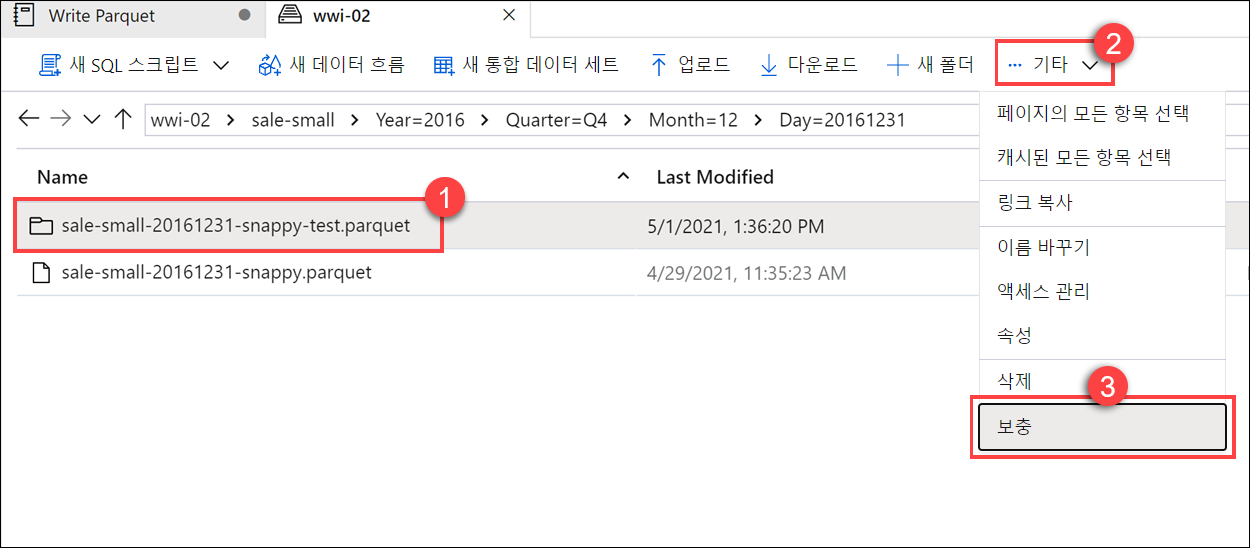 Write Parquet
wwi-02
새 SQL 스크립트 새 데이터 흐름 새 통합 데이터 세트 업로드 다운로드 새 폴더 ··· 기타
2
wwi-02 > sale-small > Year=2016 > Quarter=Q4 > Month=12 > Day=20161231
Name Last Modified
1
sale-small-20161231-snappy-test.parquet 5/1/2021, 1:36:20 PM
sale-small-20161231-snappy.parquet 4/29/2021, 11:35:23 AM
페이지의 모든 항목 선택
캐시된 모든 항목 선택
링크 복사
이름 바꾸기
액세스 관리
속성
삭제
3
보충